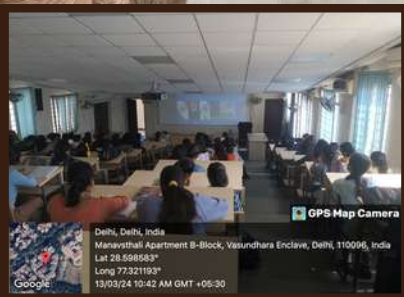 GPS Map Camera
Delhi, Delhi, India
Manavsthali Apartment B-Block, Vasundhara Enclave, Delhi, 110096, India
Lat 28.598583°
Long 77.321193°
13/03/24 10:42 AM GMT +05:30
Google